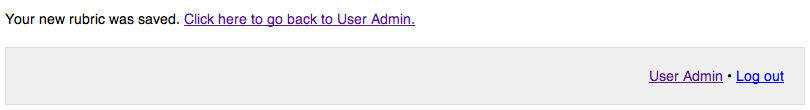 Your new rubric was saved. Click here to go back to User Admin.
User Admin • Log out